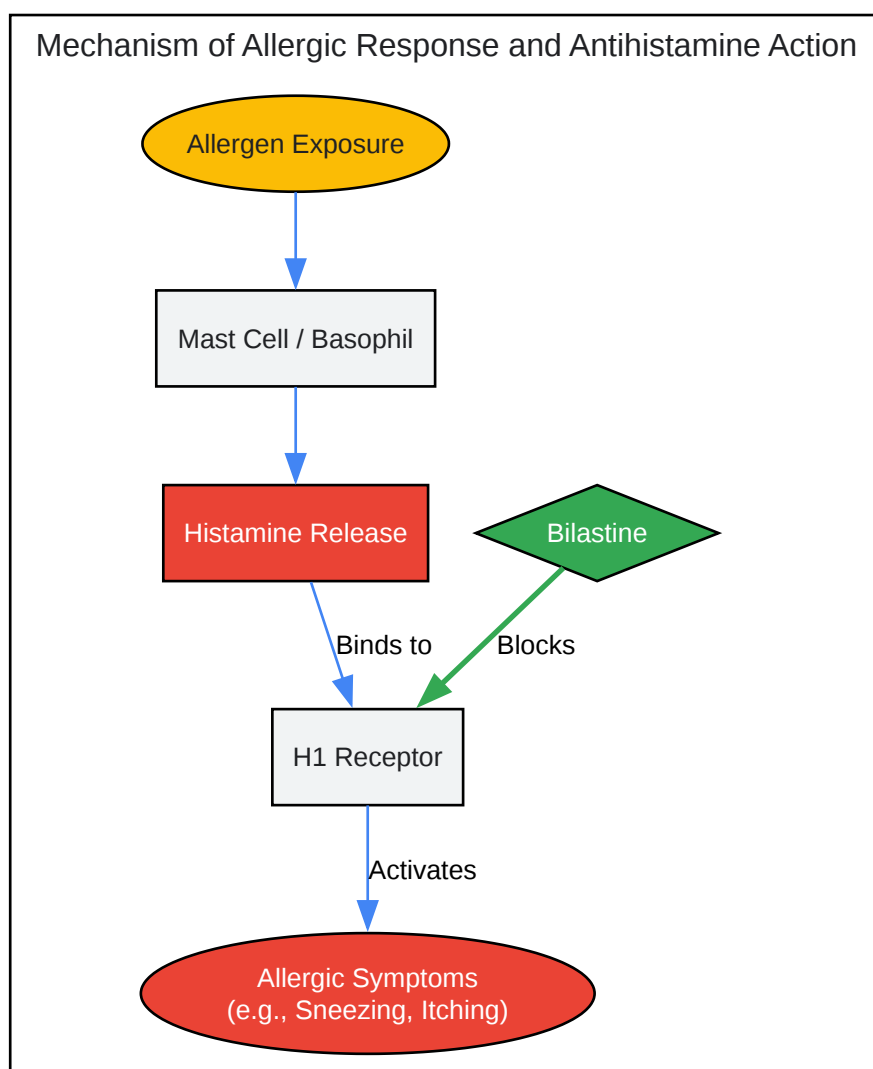 Mechanism of Allergic Response and Antihistamine Action
Allergen Exposure
Mast Cell / Basophil
Histamine Release
Bilastine
Binds to
Blocks
H1 Receptor
Activates
Allergic Symptoms
(e.g., Sneezing, Itching)